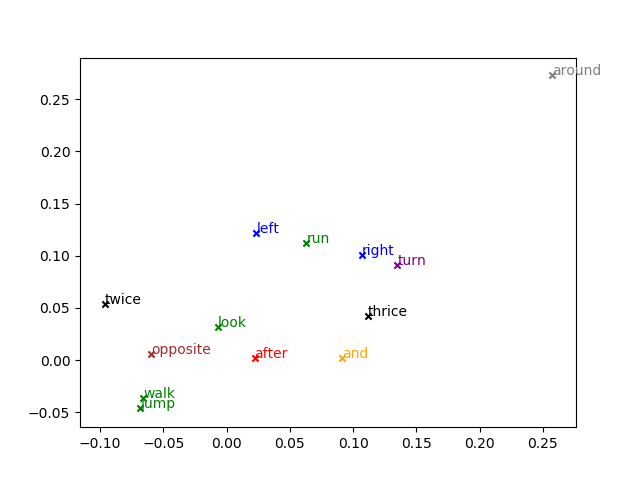 around
0.25
0.20
0.15
left
run
right
turn
0.10
twice
thrice
0.05
look
opposite
after
and
0.00
walk
jump
−0.05
−0.10 −0.05 0.00 0.05 0.10 0.15 0.20 0.25